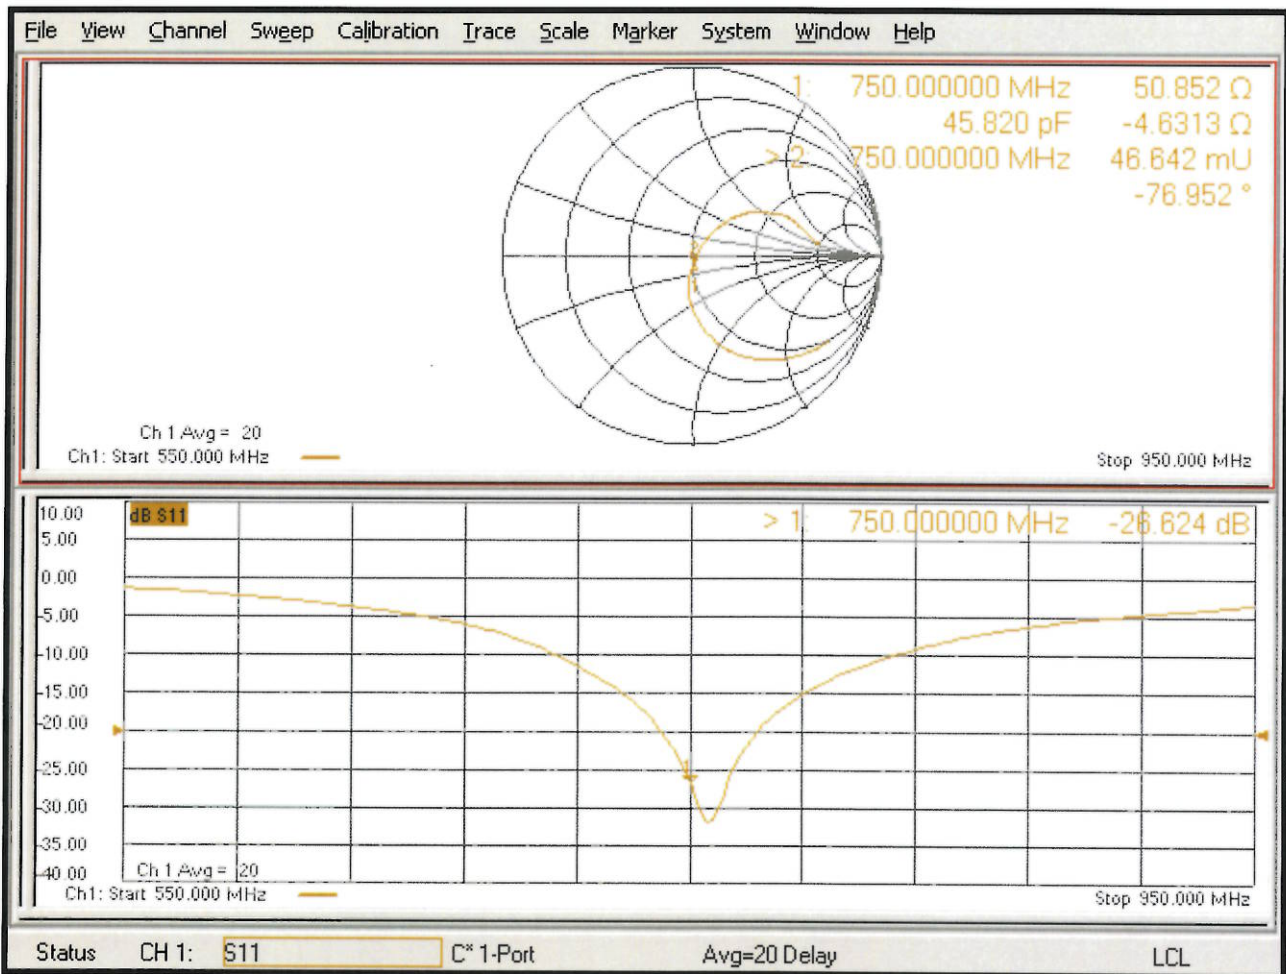 File View Channel Sweep Calibration Trace Scale Marker System Window Help
1: 750.000000 MHz 50.852 Ω
45.820 pF -4.6313 Ω
> 2: 750.000000 MHz 46.642 mU
-76.952 °
Ch 1 Avg = 20
Ch1: Start 550.000 MHz
Stop 950.000 MHz
10.00
dB S11
> 1: 750.000000 MHz -26.624 dB
5.00
0.00
-5.00
-10.00
-15.00
-20.00
-25.00
1
-30.00
-35.00
-40.00
Ch 1 Avg = 20
Ch1: Start 550.000 MHz
Stop 950.000 MHz
Status CH 1: S11 C* 1-Port Avg=20 Delay LCL